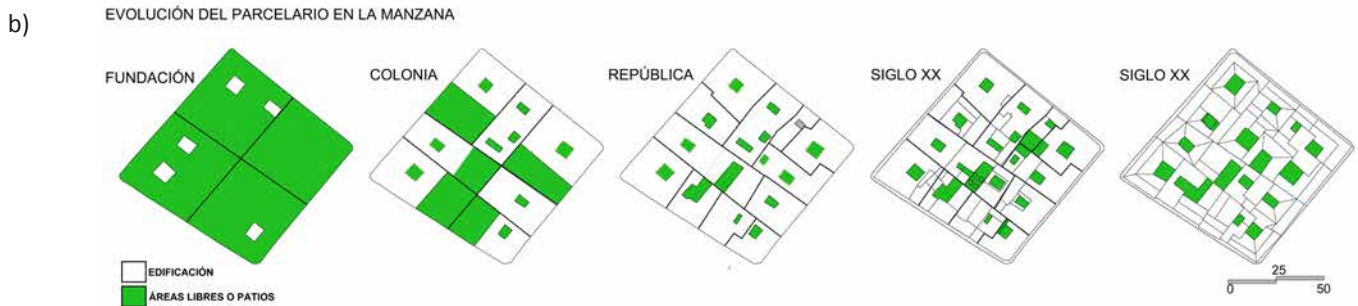 b)
EVOLUCIÓN DEL PARCELARIO EN LA MANZANA
FUNDACIÓN
COLONIA
REPÚBLICA
SIGLO XX
SIGLO XX
EDIFICACIÓN
ÁREAS LIBRES O PATIOS
25
0 50